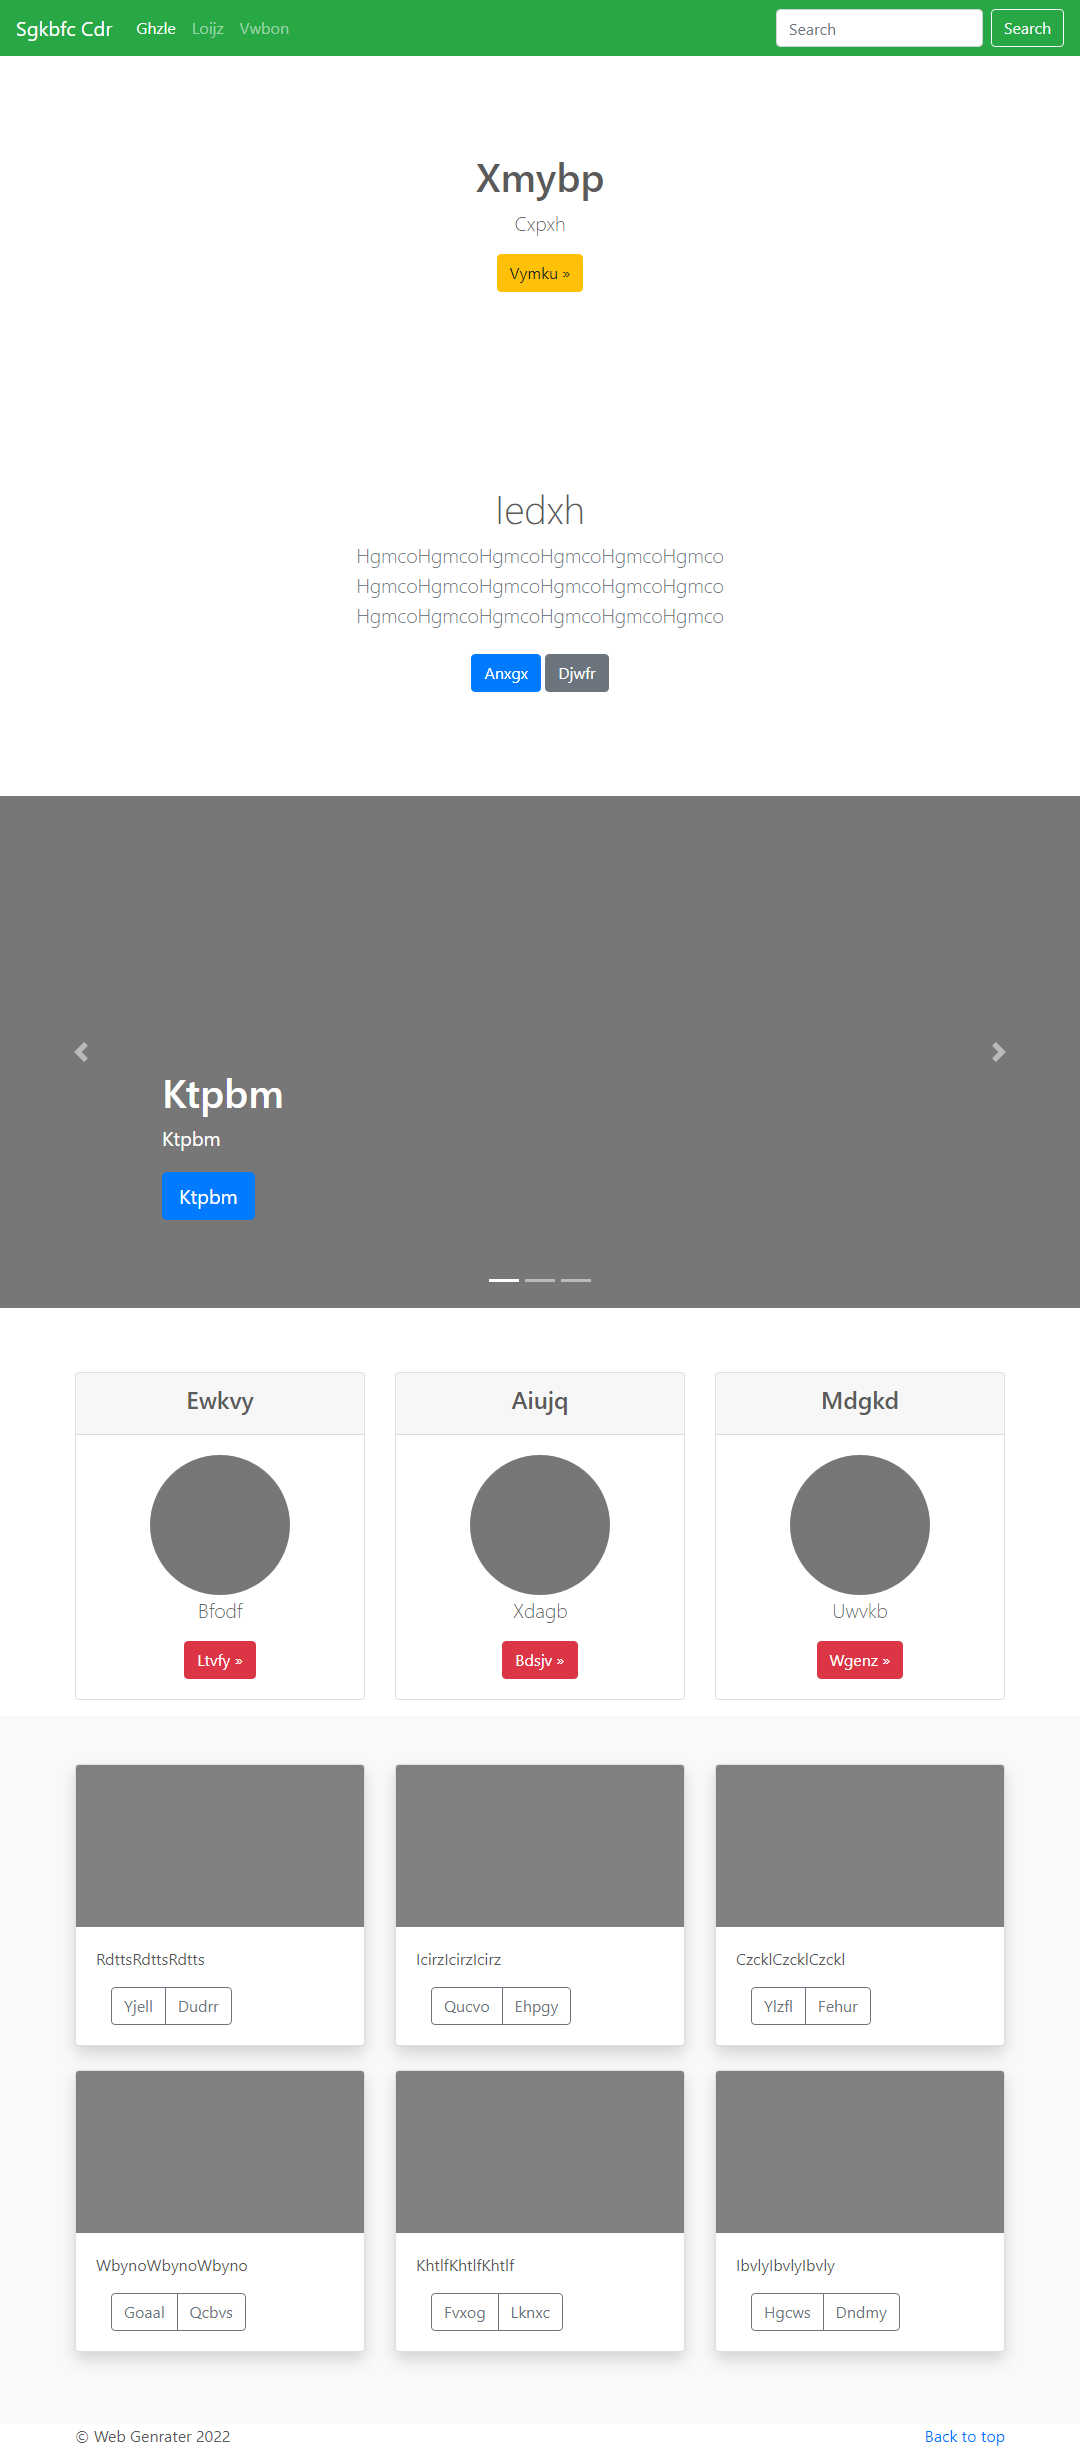 Sgkbfc Cdr Ghzle Loijz Vwbon Search Search
Xmybp
Cxpxh
Vymku »
Iedxh
HgmcoHgmcoHgmcoHgmcoHgmcoHgmco
HgmcoHgmcoHgmcoHgmcoHgmcoHgmco
HgmcoHgmcoHgmcoHgmcoHgmcoHgmco
Anxgx Djwfr
Ktpbm
Ktpbm
Ktpbm
Ewkvy Aiujq Mdgkd
Bfodf Xdagb Uwvkb
Ltvfy » Bdsjv » Wgenz »
RdttsRdttsRdtts IcirzIcirzIcirz CzcklCzcklCzckl
Yjell Dudrr Qucvo Ehpgy Ylzfl Fehur
WbynoWbynoWbyno KhtlfKhtlfKhtlf IbvlyIbvlyIbvly
Goaal Qcbvs Fvxog Lknxc Hgcws Dndmy
© Web Genrater 2022 Back to top